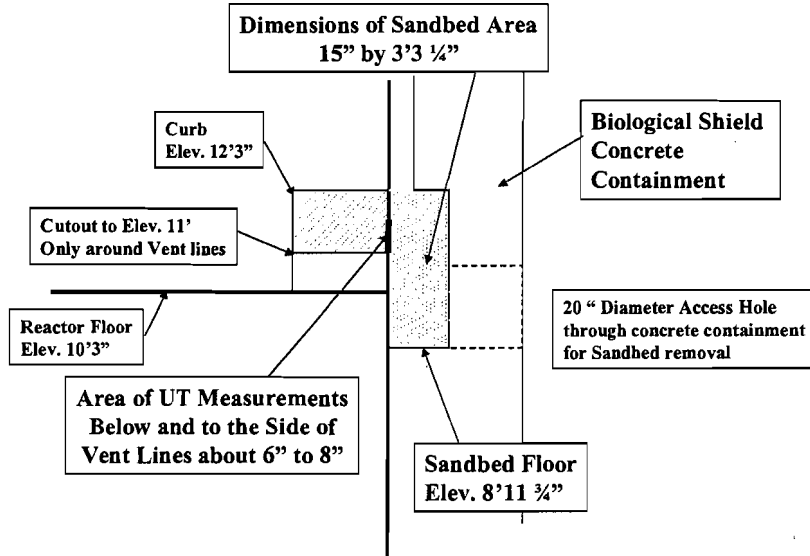 Dimensions of Sandbed Area
15” by 3’3 ¼”
Curb
Elev. 12’3”
Biological Shield
Concrete
Containment
Cutout to Elev. 11’
Only around Vent lines
Reactor Floor
Elev. 10’3”
20 “ Diameter Access Hole
through concrete containment
for Sandbed removal
Area of UT Measurements
Below and to the Side of
Vent Lines about 6” to 8”
Sandbed Floor
Elev. 8’11 ¾”